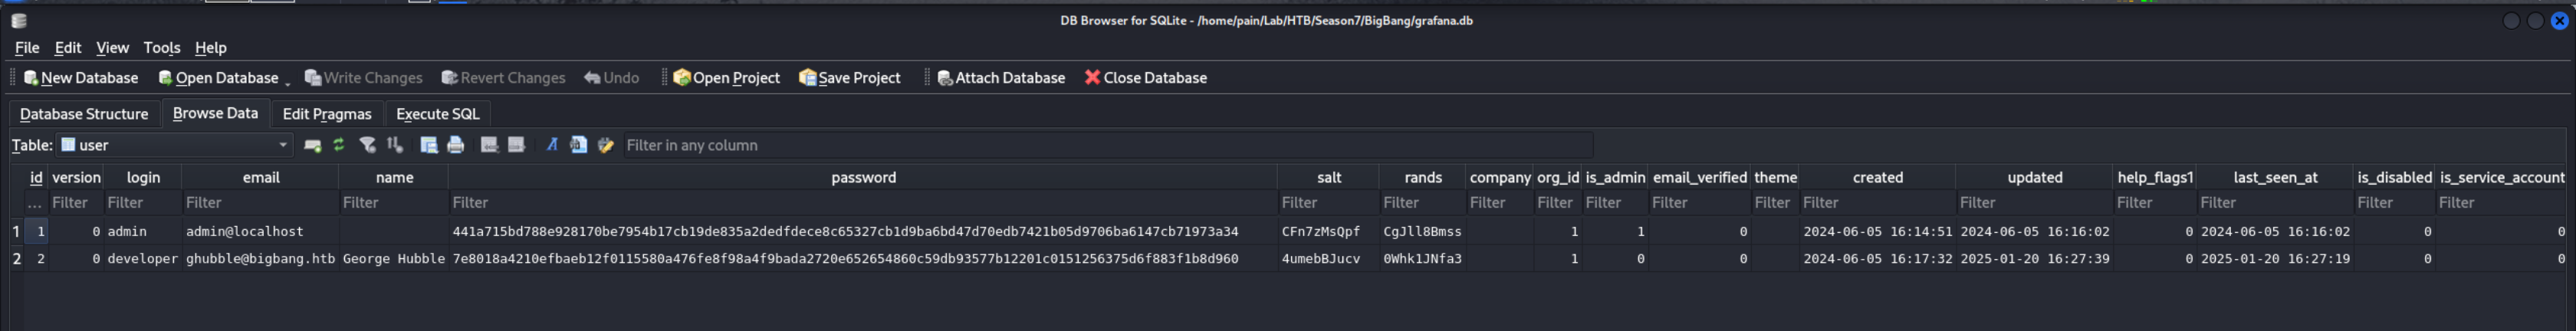 DB Browser for SQLite - /home/pain/Lab/HTB/Season7/BigBang/grafana.db
File Edit View Tools Help
New Database Open Database Write Changes Revert Changes Undo Open Project Save Project Attach Database Close Database
Database Structure Browse Data Edit Pragmas Execute SQL
Table: user Filter in any column
id version login email name password salt rands company org_id is_admin email_verified theme created updated help_flags1 last_seen_at is_disabled is_service_account
... Filter Filter Filter Filter Filter Filter Filter Filter Filter Filter Filter Filter Filter Filter Filter Filter Filter Filter
1 1 0 admin admin@localhost 441a715bd788e928170be7954b17cb19de835a2dedfdece8c65327cb1d9ba6bd47d70edb7421b05d9706ba6147cb71973a34 CFn7zMsQpf CgJll8Bmss 1 1 0 2024-06-05 16:14:51 2024-06-05 16:16:02 0 2024-06-05 16:16:02 0 0
2 2 0 developer ghubble@bigbang.htb George Hubble 7e8018a4210efbaeb12f0115580a476fe8f98a4f9bada2720e652654860c59db93577b12201c0151256375d6f883f1b8d960 4umebBJucv 0Whk1JNfa3 1 0 0 2024-06-05 16:17:32 2025-01-20 16:27:39 0 2025-01-20 16:27:19 0 0